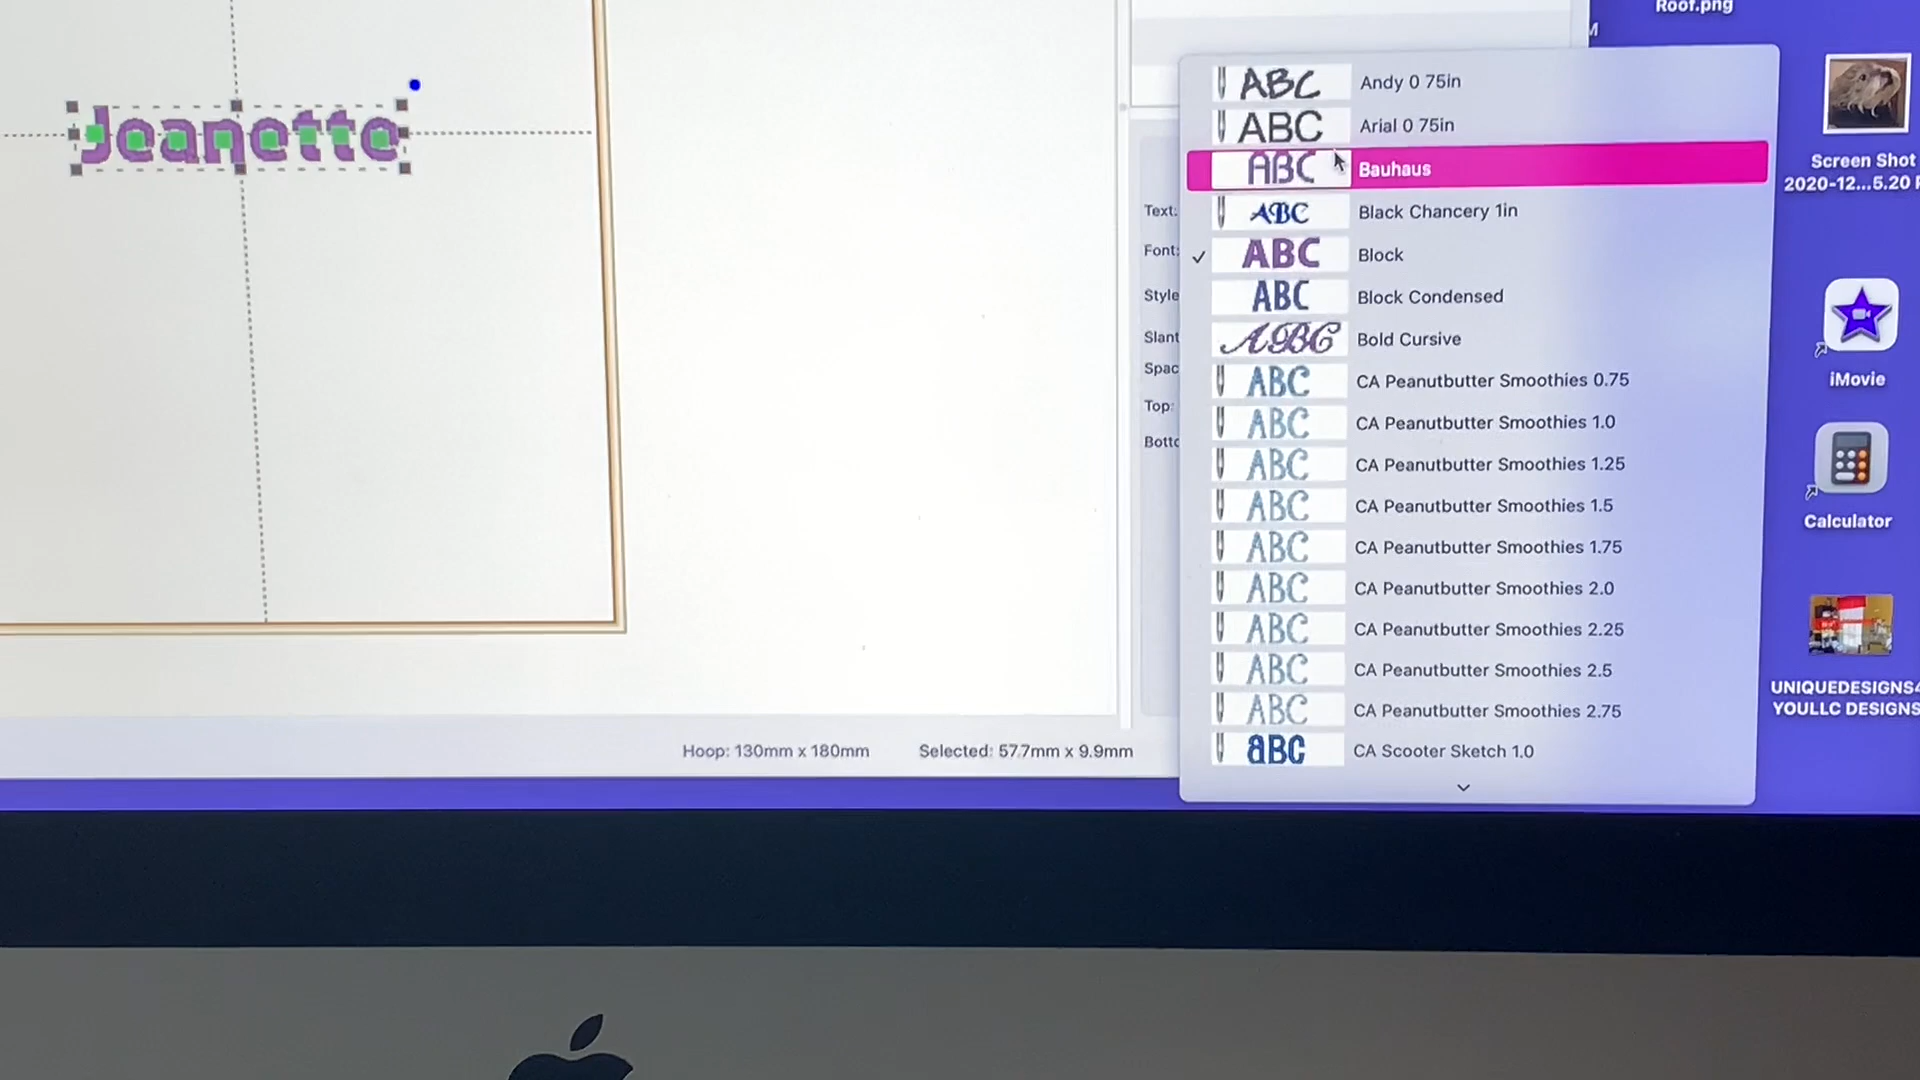 Roof.png
M
Jeanette
ABC Andy 0 75in
ABC Arial 0 75in
ABC Bauhaus
ABC Black Chancery 1in
ABC Block
ABC Block Condensed
ABC Bold Cursive
ABC CA Peanutbutter Smoothies 0.75
ABC CA Peanutbutter Smoothies 1.0
ABC CA Peanutbutter Smoothies 1.25
ABC CA Peanutbutter Smoothies 1.5
ABC CA Peanutbutter Smoothies 1.75
ABC CA Peanutbutter Smoothies 2.0
ABC CA Peanutbutter Smoothies 2.25
ABC CA Peanutbutter Smoothies 2.5
ABC CA Peanutbutter Smoothies 2.75
aBC CA Scooter Sketch 1.0
Text:
Font:
Style
Slant
Spac
Top:
Botto
Screen Shot
2020-12...5.20
iMovie
Calculator
UNIQUEDESIGNS4
YOULLC DESIGNS
Hoop: 130mm x 180mm
Selected: 57.7mm x 9.9mm